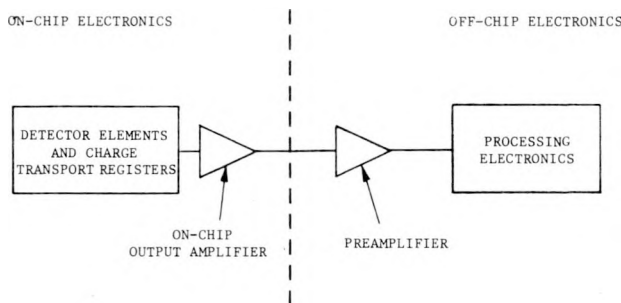 ON-CHIP ELECTRONICS
OFF-CHIP ELECTRONICS
DETECTOR ELEMENTS
AND CHARGE
TRANSPORT REGISTERS
PROCESSING
ELECTRONICS
ON-CHIP
OUTPUT AMPLIFIER
PREAMPLIFIER